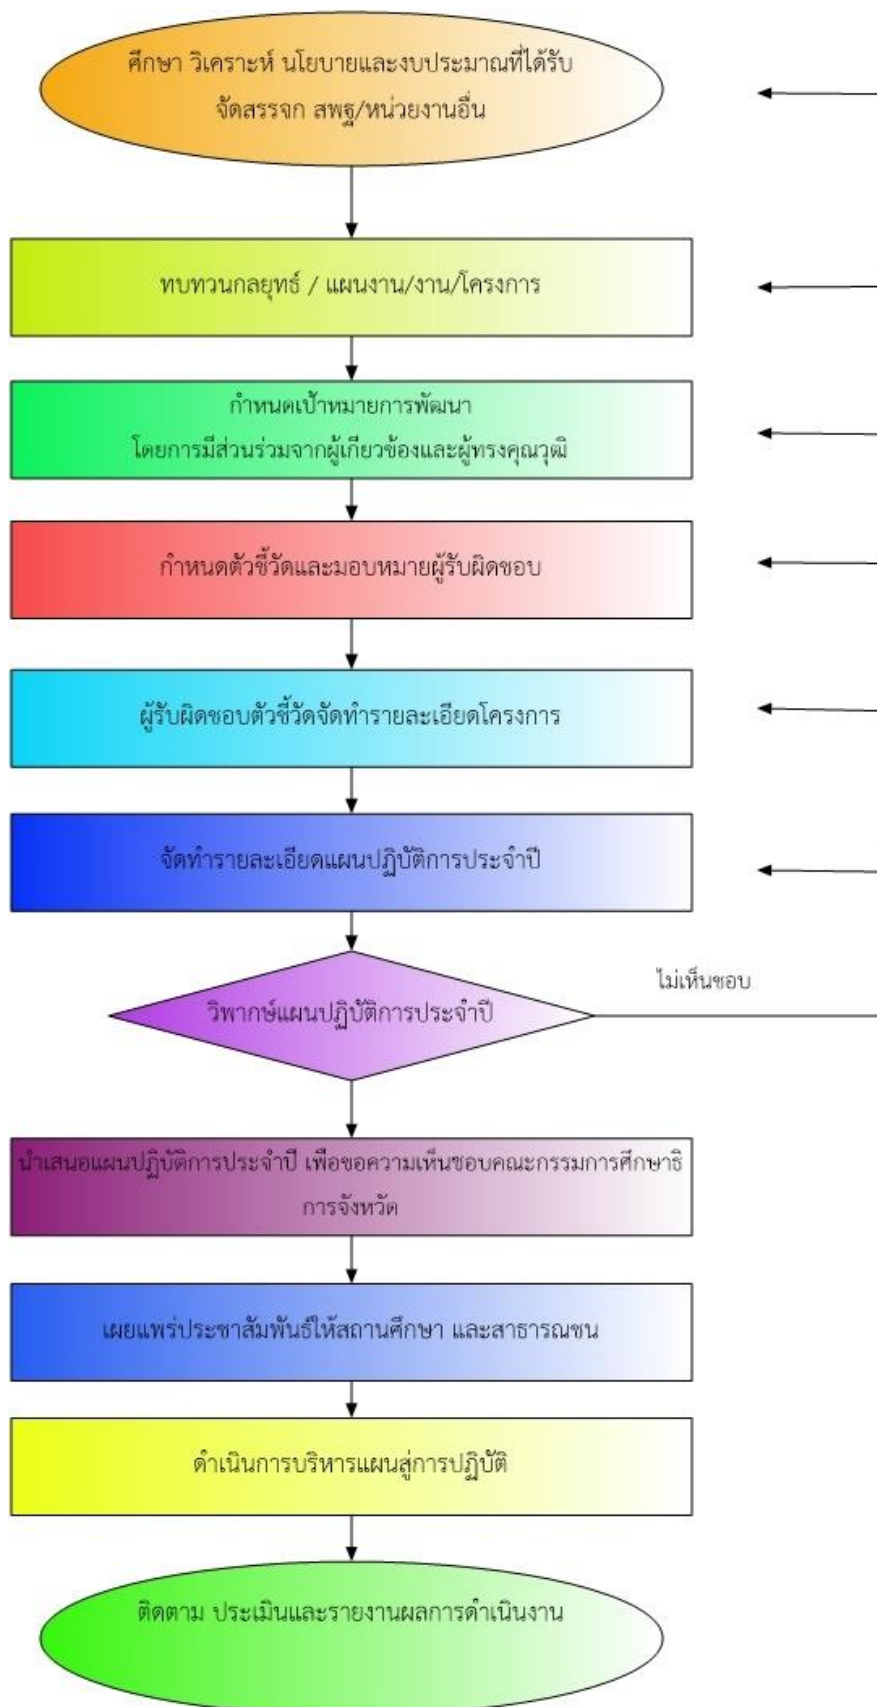 ศึกษา วิเคราะห์ นโยบายและงบประมาณที่ได้รับ
จัดสรรจก สพฐ/หน่วยงานอื่น
ทบทวนกลยุทธ์ / แผนงาน/งาน/โครงการ
กำหนดเป้าหมายการพัฒนา
โดยการมีส่วนร่วมจากผู้เกี่ยวข้องและผู้ทรงคุณวุฒิ
กำหนดตัวชี้วัดและมอบหมายผู้รับผิดชอบ
ผู้รับผิดชอบตัวชี้วัดจัดทำรายละเอียดโครงการ
จัดทำรายละเอียดแผนปฏิบัติการประจำปี
ไม่เห็นชอบ
วิพากษ์แผนปฏิบัติการประจำปี
นำเสนอแผนปฏิบัติการประจำปี เพื่อขอความเห็นชอบคณะกรรมการศึกษาธิ
การจังหวัด
เผยแพร่ประชาสัมพันธ์ให้สถานศึกษา และสาธารณชน
ดำเนินการบริหารแผนสู่การปฏิบัติ
ติดตาม ประเมินและรายงานผลการดำเนินงาน